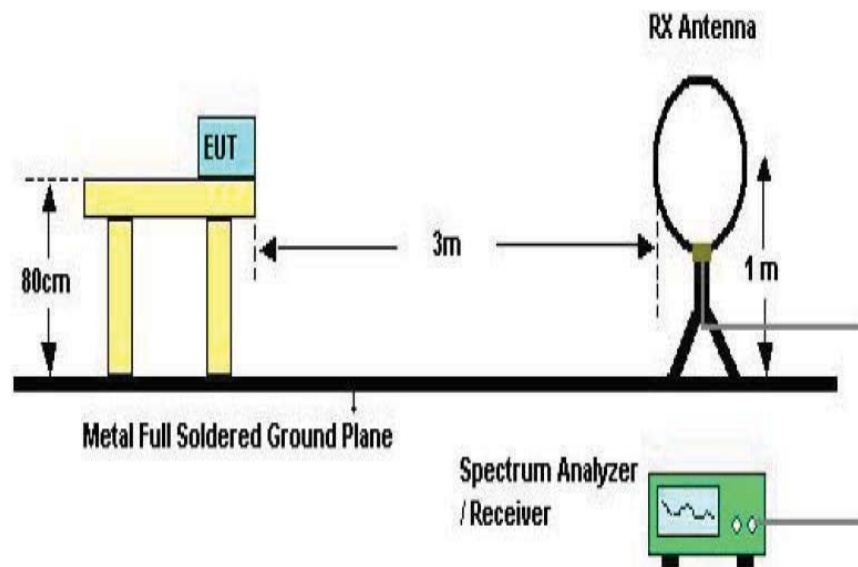 RX Antenna
EUT
3m
80cm
1 m
Metal Full Soldered Ground Plane
Spectrum Analyzer
/ Receiver